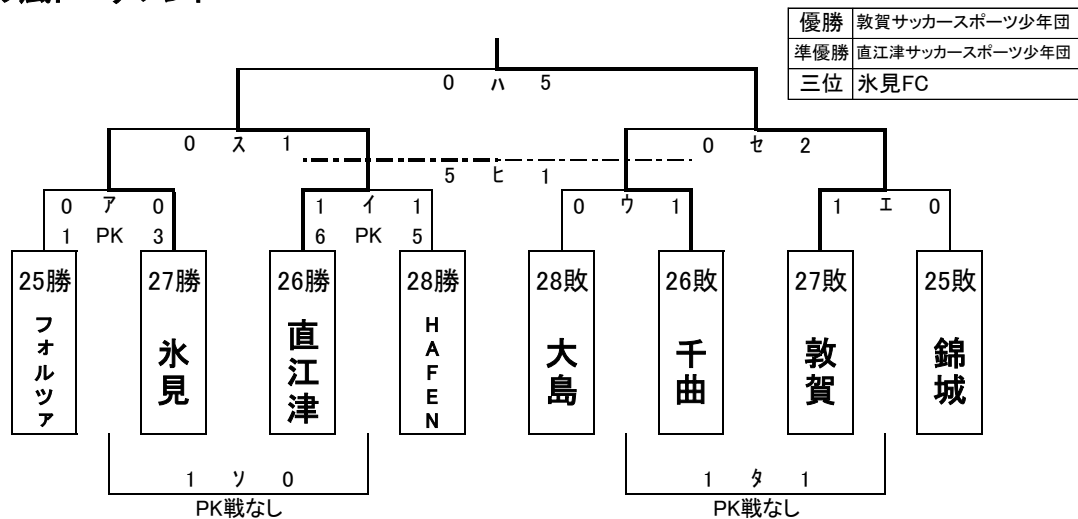 優勝 敦賀サッカースポーツ少年団
準優勝 直江津サッカースポーツ少年団
三位 氷見FC
0 ハ 5
0 ス 1
0 セ 2
5 ヒ 1
0 ア 0
1 PK 3
1 イ 1
6 PK 5
0 ウ 1
1 エ 0
25勝 フォルツァ
27勝 氷見
26勝 直江津
28勝 HAFEN
28敗 大島
26敗 千曲
27敗 敦賀
25敗 錦城
1 ソ 0
PK戦なし
1 タ 1
PK戦なし